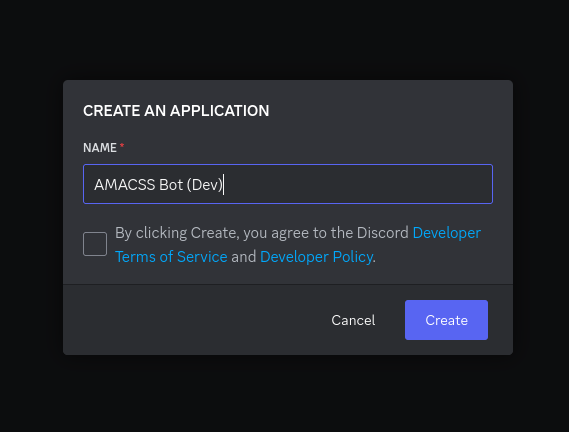 CREATE AN APPLICATION
NAME *
AMACSS Bot (Dev)
By clicking Create, you agree to the Discord Developer
Terms of Service and Developer Policy.
Cancel
Create